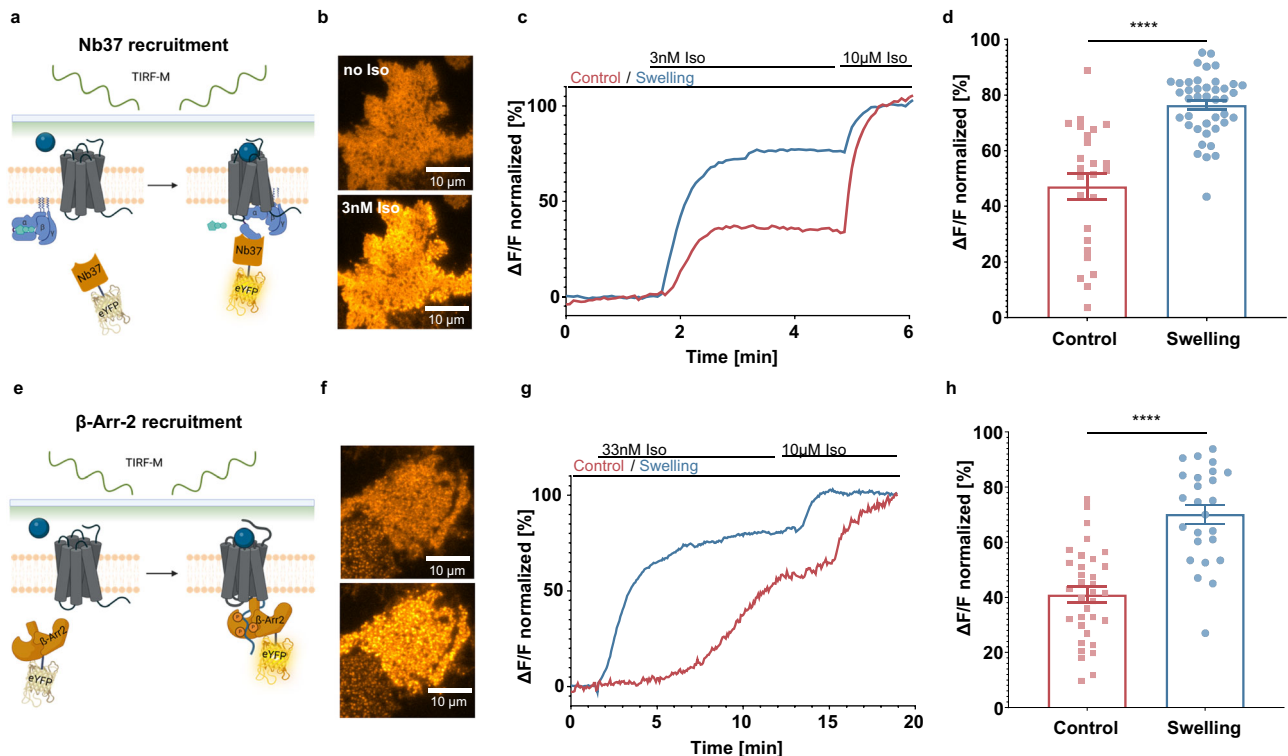 a
Nb37 recruitment
TIRF-M
α
β
γ
Nb37
eYFP
α
β
γ
Nb37
eYFP
b
no Iso
10 µm
3nM Iso
10 µm
c
3nM Iso
10µM Iso
Control / Swelling
ΔF/F normalized [%]
100
50
0
0
2
4
6
Time [min]
d
****
ΔF/F normalized [%]
100
80
60
40
20
0
Control
Swelling
e
β-Arr-2 recruitment
TIRF-M
β-Arr2
eYFP
P
P
P
β-Arr2
eYFP
f
10 µm
10 µm
g
33nM Iso
10µM Iso
Control / Swelling
ΔF/F normalized [%]
100
50
0
0
5
10
15
20
Time [min]
h
****
ΔF/F normalized [%]
100
80
60
40
20
0
Control
Swelling